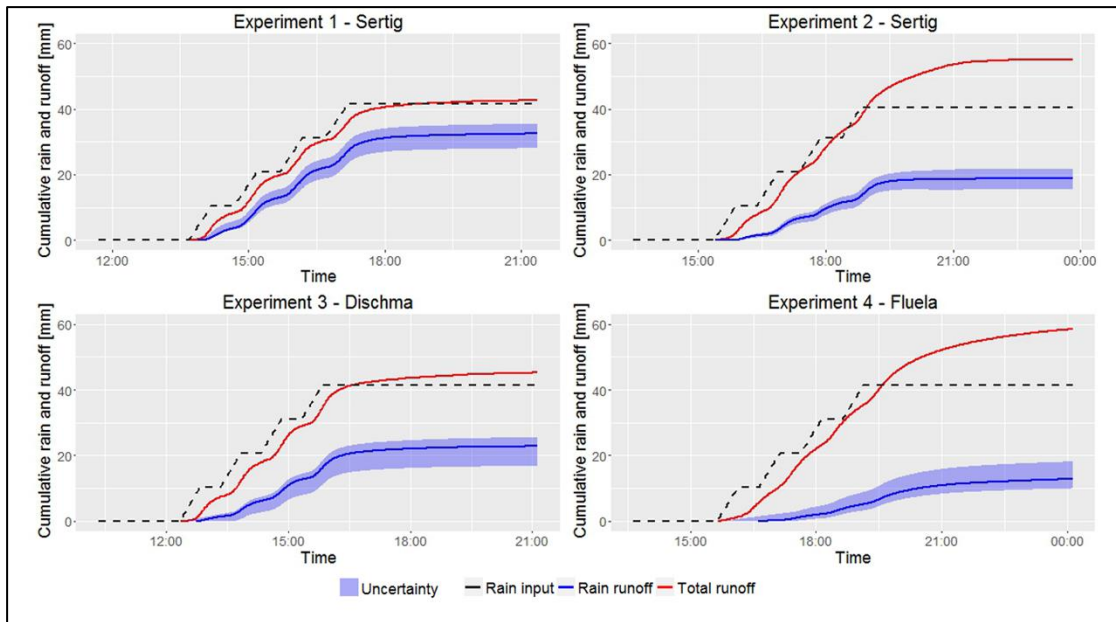 Experiment 1 - Sertig
Cumulative rain and runoff [mm]
60
40
20
0
12:00
15:00
18:00
21:00
Time
Experiment 2 - Sertig
Cumulative rain and runoff [mm]
60
40
20
0
15:00
18:00
21:00
00:00
Time
Experiment 3 - Dischma
Cumulative rain and runoff [mm]
60
40
20
0
12:00
15:00
18:00
21:00
Time
Experiment 4 - Fluela
Cumulative rain and runoff [mm]
60
40
20
0
15:00
18:00
21:00
00:00
Time
Uncertainty
Rain input
Rain runoff
Total runoff